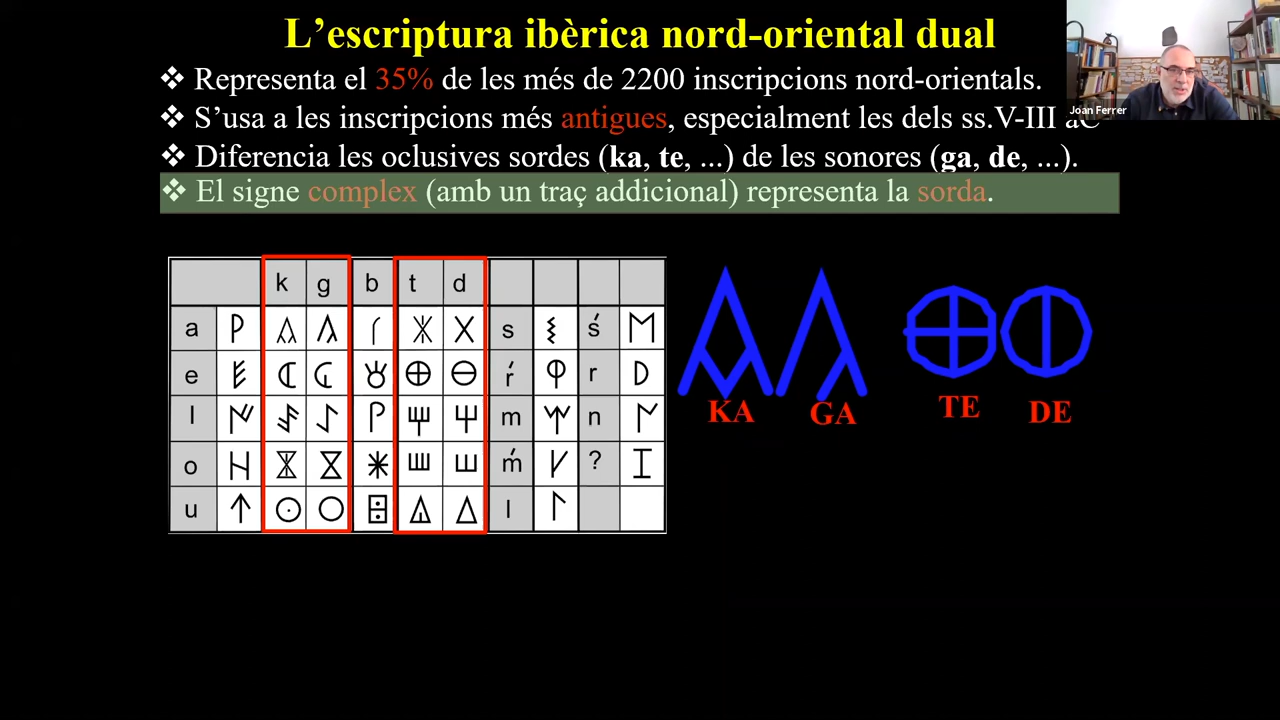 L’escriptura ibèrica nord-oriental dual
❖ Representa el 35% de les més de 2200 inscripcions nord-orientals.
❖ S’usa a les inscripcions més antigues, especialment les dels ss.V-III aC
❖ Diferencia les oclusives sordes (ka, te, ...) de les sonores (ga, de, ...).
❖ El signe complex (amb un traç addicional) representa la sorda.
Joan Ferrer
k g b t d
a s ś
e ŕ r
I m n
o ḿ ?
u l
KA GA TE DE